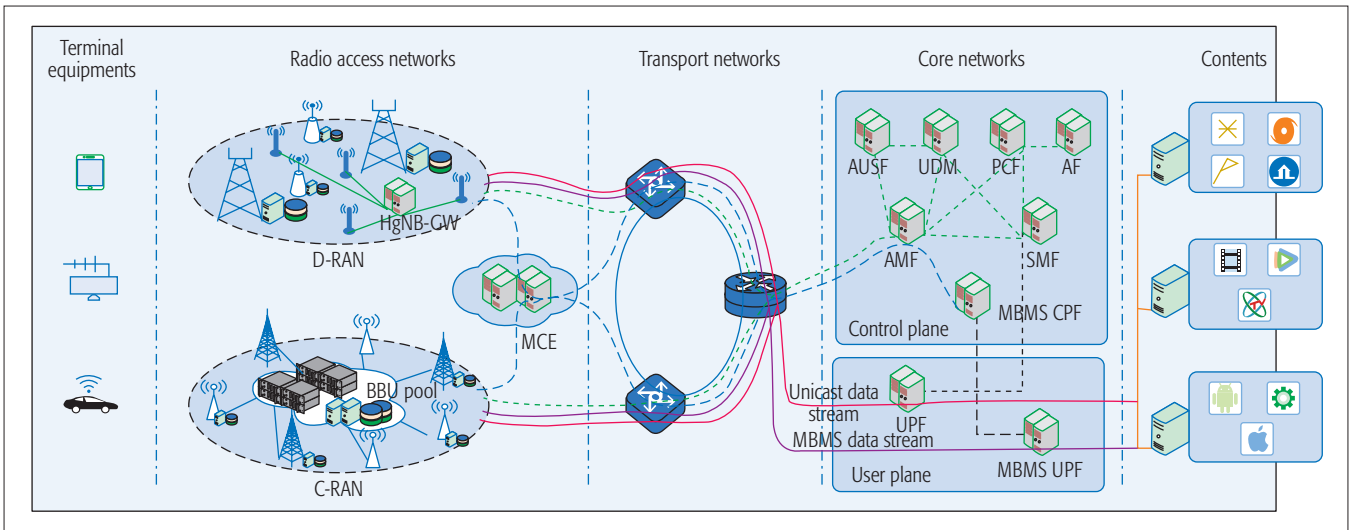 Terminal
equipments
Radio access networks
Transport networks
Core networks
Contents
AUSF
UDM
PCF
AF
HgNB-GW
D-RAN
AMF
SMF
MBMS CPF
MCE
Control plane
BBU pool
Unicast data
stream
UPF
MBMS data stream
MBMS UPF
User plane
C-RAN